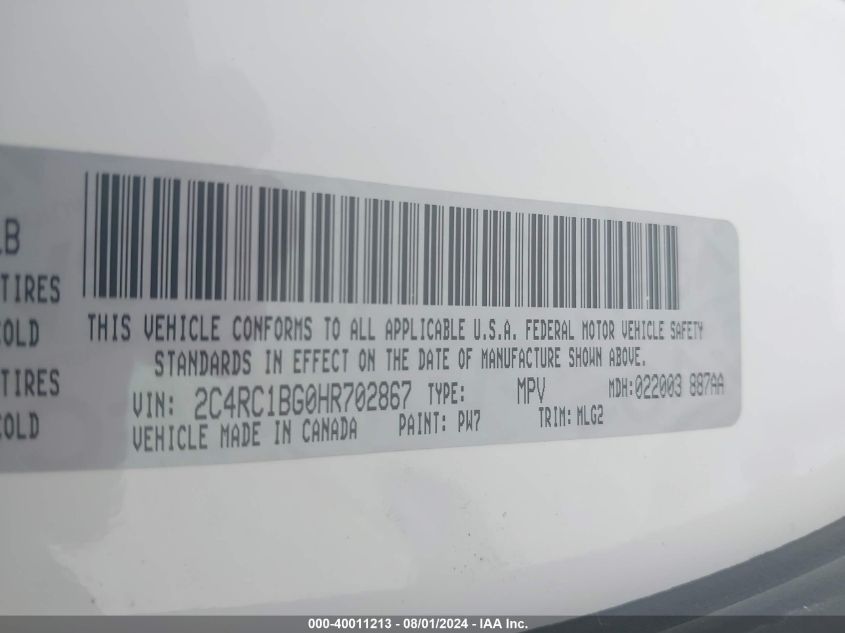 LB
TIRES
COLD
TIRES
COLD
THIS VEHICLE CONFORMS TO ALL APPLICABLE U.S.A. FEDERAL MOTOR VEHICLE SAFETY
STANDARDS IN EFFECT ON THE DATE OF MANUFACTURE SHOWN ABOVE.
VIN: 2C4RC1BG0HR702867 TYPE: MPV MDH:022003 887AA
VEHICLE MADE IN CANADA PAINT: PW7 TRIM: MLG2
000-40011213 - 08/01/2024 - IAA Inc.